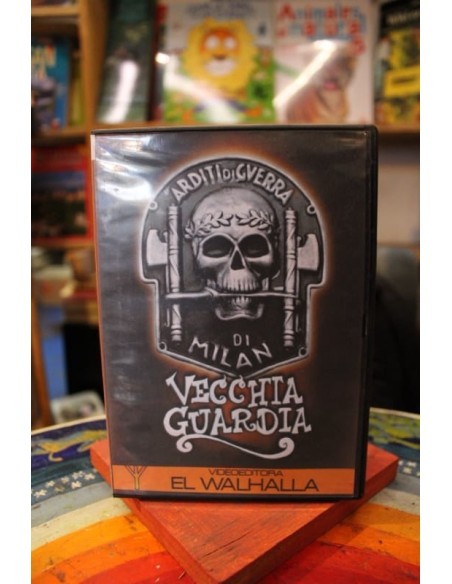 ARDITI DI GVERRA
DI
MILAN
VECCHIA
GUARDIA
VIDEOEDITORA
EL WALHALLA